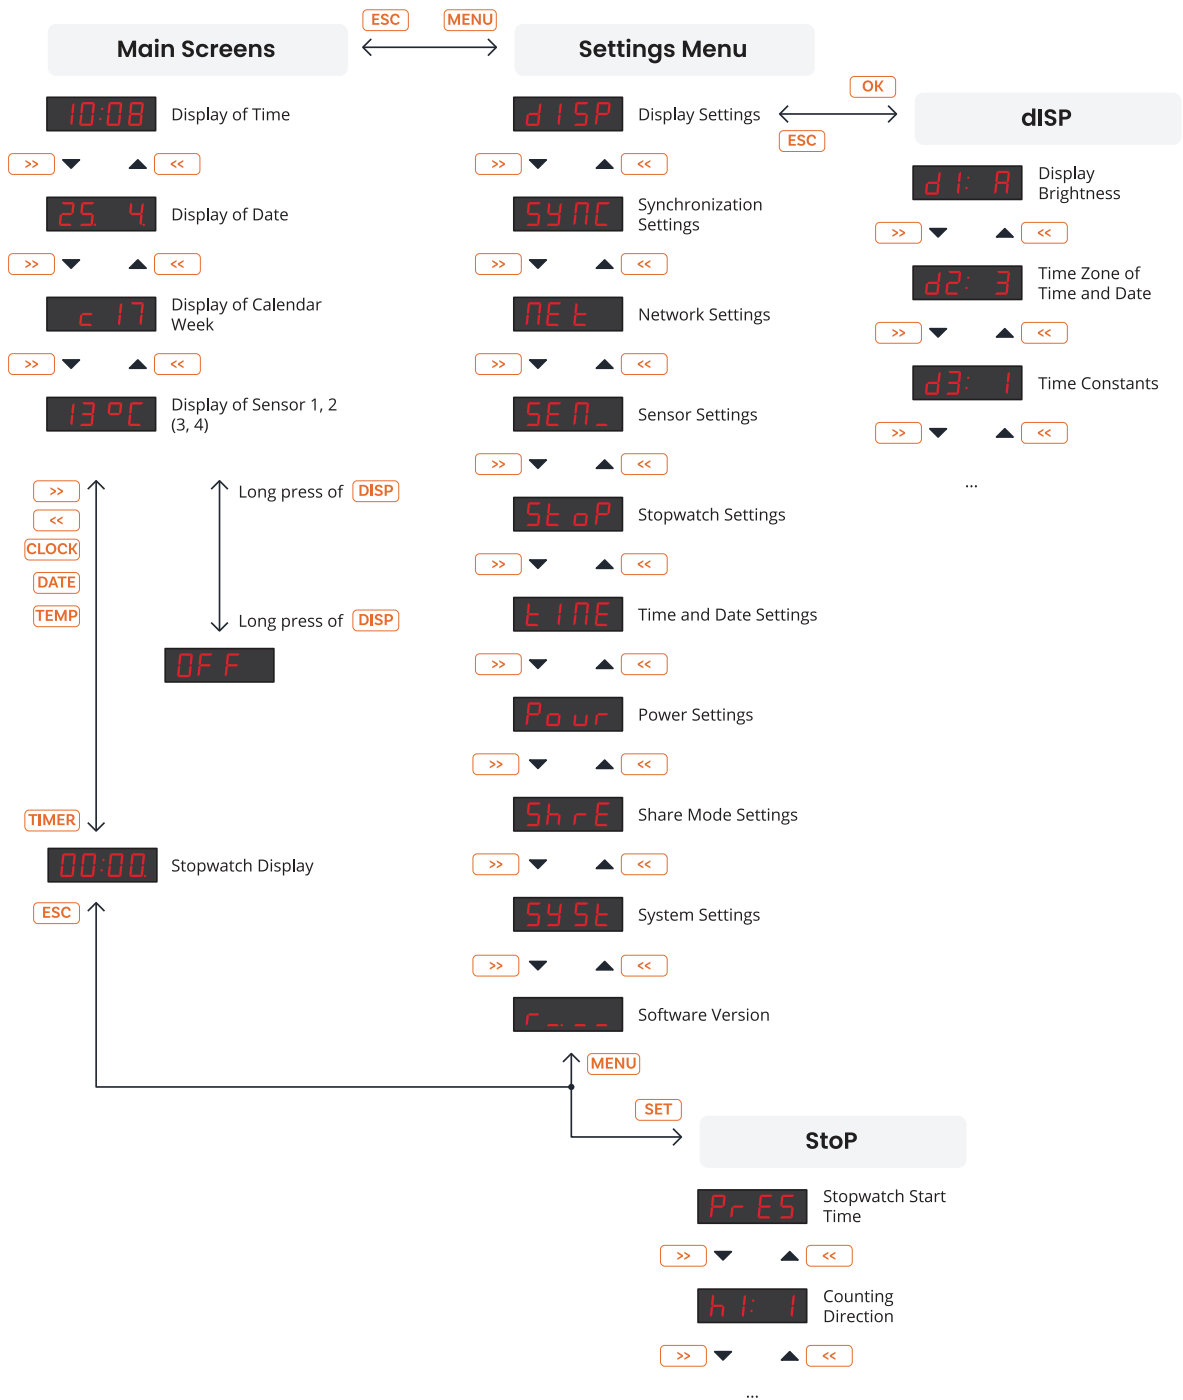 ESC MENU
Main Screens
Settings Menu
10:08 Display of Time
>> <<
25. 4. Display of Date
>> <<
c 17 Display of Calendar
Week
>> <<
13 °C Display of Sensor 1, 2
(3, 4)
>>
<<
CLOCK
DATE
TEMP
Long press of DISP
Long press of DISP
OFF
TIMER
00:00. Stopwatch Display
ESC
dISP Display Settings
>> <<
SYNC Synchronization
Settings
>> <<
NEt Network Settings
>> <<
SEN_ Sensor Settings
>> <<
StoP Stopwatch Settings
>> <<
tIME Time and Date Settings
>> <<
Pour Power Settings
>> <<
ShrE Share Mode Settings
>> <<
SYSt System Settings
>> <<
r_._ _ Software Version
MENU
SET
OK
ESC
dISP
d1: A Display
Brightness
>> <<
d2: 3 Time Zone of
Time and Date
>> <<
d3: 1 Time Constants
>> <<
...
StoP
PrES Stopwatch Start
Time
>> <<
h1: 1 Counting
Direction
>> <<
...